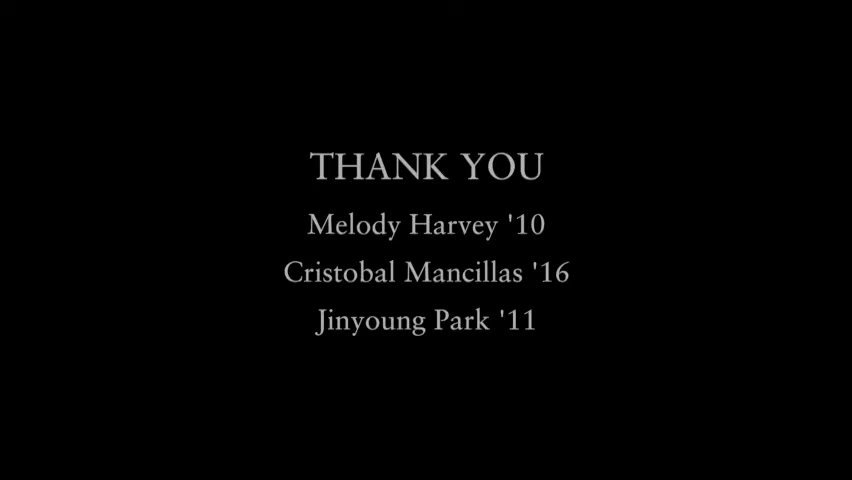 THANK YOU
Melody Harvey '10
Cristobal Mancillas '16
Jinyoung Park '11